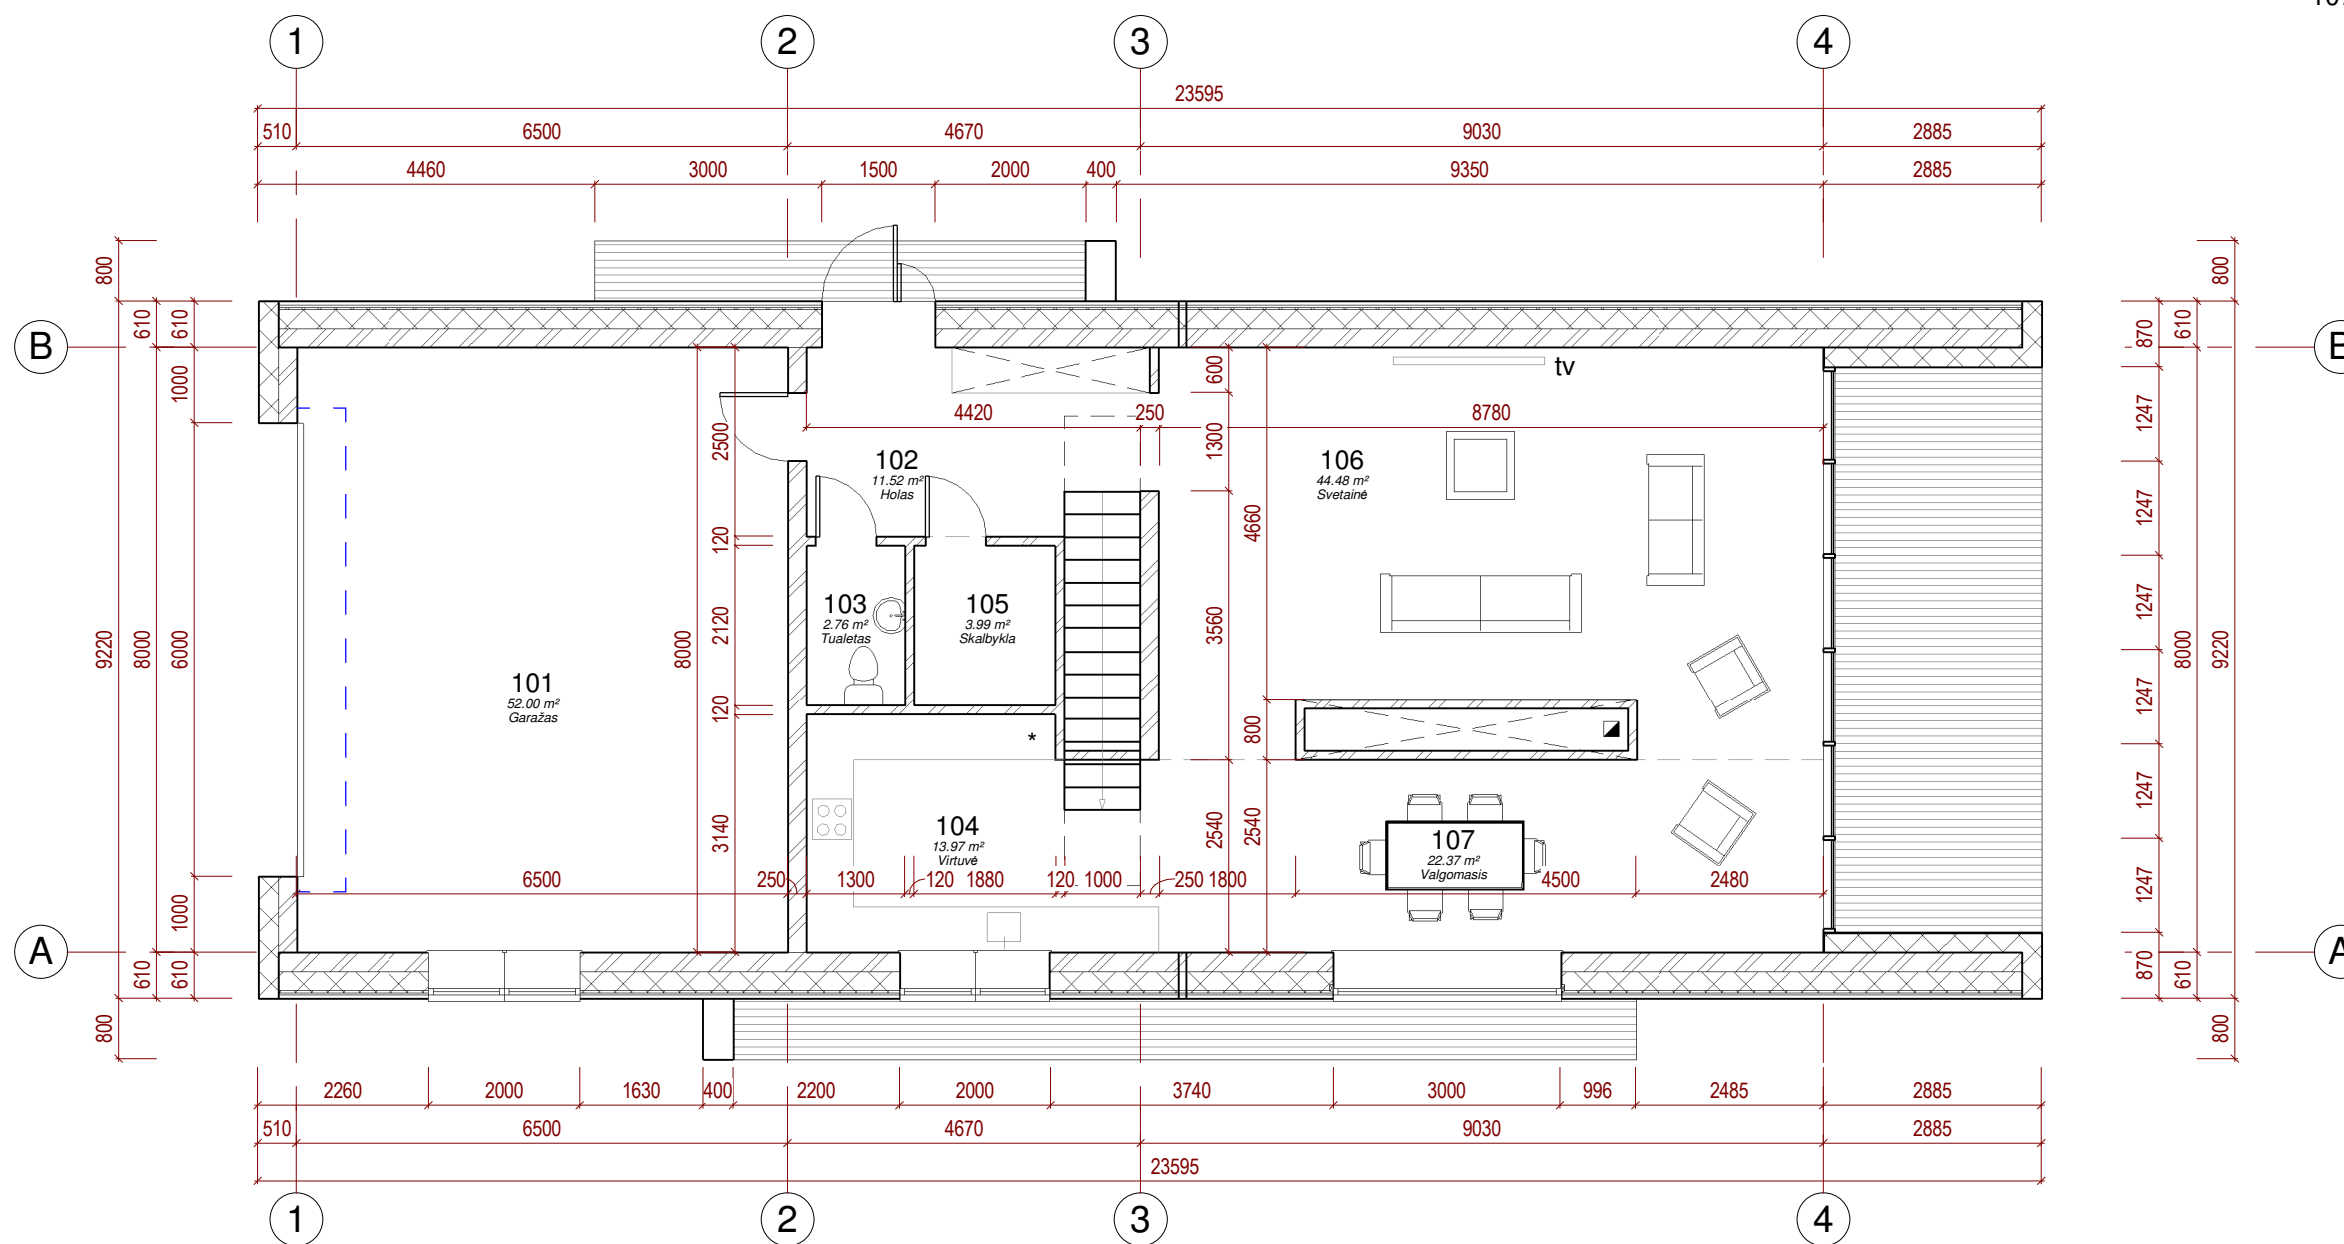 1 2 3 4
23595
510 6500 4670 9030 2885
4460 3000 1500 2000 400 9350 2885
800 800
610 610 870 610
B
tv
1000 600 1247
4420 250 8780
2500 1300
102 106
11.52 m² 44.48 m²
Holas Svetainė
120 4660 1247
103 105
2.76 m² 3.99 m²
Tualetas Skalbykla
9220 8000 6000 8000 2120 3560 1247 8000 9220
101
52.00 m²
Garažas
120 800 1247
*
104 107
13.97 m² 22.37 m²
Virtuvė Valgomasis
3140 2540 2540 1247
6500 250 1300 120 1880 120 1000 250 1800 4500 2480
1000 1247
A
610 610 870 610
800 800
2260 2000 1630 400 2200 2000 3740 3000 996 2485 2885
510 6500 4670 9030 2885
23595
1 2 3 4